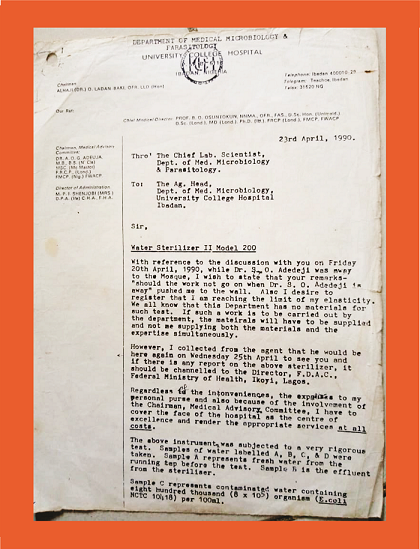 DEPARTMENT OF MEDICAL MICROBIOLOGY &
PARASITOLOGY
UNIVERSITY COLLEGE HOSPITAL
IBADAN, NIGERIA
Chairman
ALHAJI (DR.) D. LADAN BAKI, OFR, LLD (Hon)
Telephone: Ibadan 400010-29
Telegram: Teechos, Ibadan
Telex: 31520 NG
Our Ref:
Chief Medical Director: PROF. B. O. OSUNTOKUN, NNMA, OFR, FAS, D.Sc. Hon.
D.Sc. (Lond.), MD (Lond.) Ph.D. FRCP (Lond.), FMCP, FWACP
23rd April, 1990.
Chairman, Medical Advisory
Committee:
DR. A. O. G. ADEUJA,
M.B., B.S.
MSC
F.R.C.P. (Lond.)
FMCP (Nig.) FWACP
Director of Administration
M. P. I. SHENJOBI (MRS.)
D.P.A. C.H.A., F.H.A.
Thro' The Chief Lab. Scientist,
Dept. of Med. Microbiology
& Parasitology.
To: The Ag. Head,
Dept. of Med. Microbiology,
University College Hospital
Ibadan.
Sir,
Water Sterilizer II Model 200
With reference to the discussion with you on Friday
20th April, 1990, while Dr. S. O. Adedeji was away
to the Mosque, I wish to state that your remarks-
"should the work not go on when Dr. S. O. Adedeji is
away" pushed me to the wall. Also I desire to
register that I am reaching the limit of my elasticity.
We all know that this Department has no materials for
such test. If such a work is to be carried out by
the department, the mateirals will have to be supplied
and not me supplying both the materials and the
expertise simultaneously.
However, I collected from the agent that he would be
here again on Wednesday 25th April to see you and
if there is any report on the above sterilizer, it
should be channelled to the Director, F.D.A.C.,
Federal Ministry of Health, Ikoyi, Lagos.
Regardless of the inconveniences, the expenses to my
personal purse and also because of the involvement of
the Chairman, Medical Advisory Committee, I have to
cover the face of the hospital as the centre of
excellence and render the appropriate services at all
costs.
The above instrument was subjected to a very rigorous
test. Samples of water labelled A, B, C, & D were
taken. Sample A represents fresh water from the
running tap before the test. Sample B is the effluent
from the sterilizer.
Sample C represents contaminated water containing
eight hundred thousand (8 x 10⁵) organism (E.coli
NCTC 10418) per 100ml.